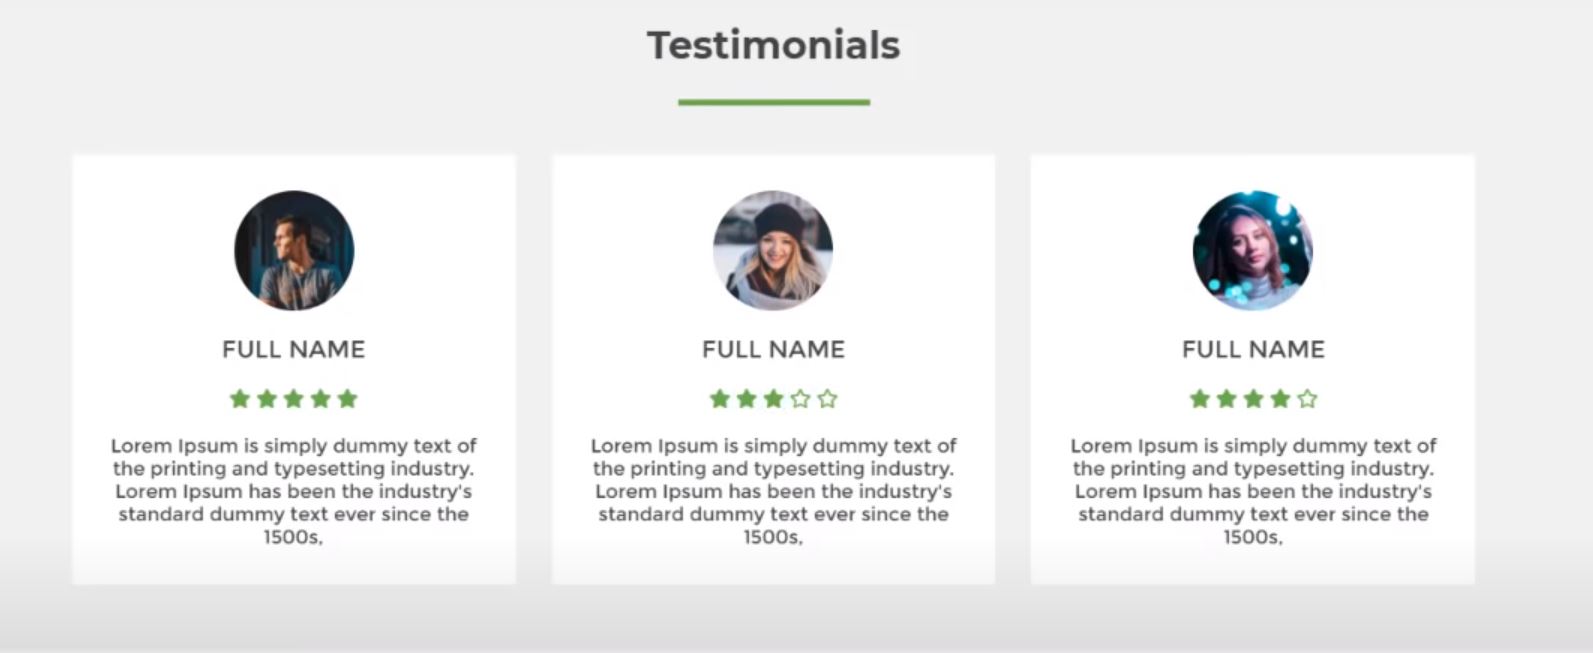 Testimonials
FULL NAME
Lorem Ipsum is simply dummy text of
the printing and typesetting industry.
Lorem Ipsum has been the industry's
standard dummy text ever since the
1500s,
FULL NAME
Lorem Ipsum is simply dummy text of
the printing and typesetting industry.
Lorem Ipsum has been the industry's
standard dummy text ever since the
1500s,
FULL NAME
Lorem Ipsum is simply dummy text of
the printing and typesetting industry.
Lorem Ipsum has been the industry's
standard dummy text ever since the
1500s,